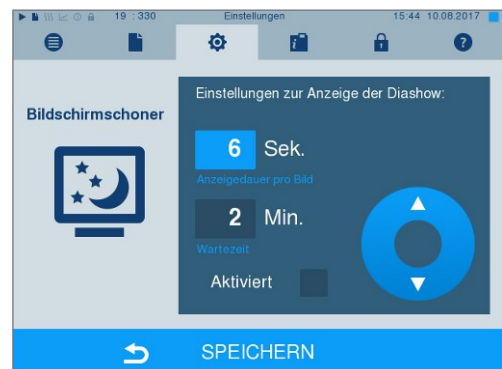 19 : 330 Einstellungen 15:44 10.08.2017
Bildschirmschoner
Einstellungen zur Anzeige der Diashow:
6 Sek.
Anzeigedauer pro Bild
2 Min.
Wartezeit
Aktiviert
SPEICHERN